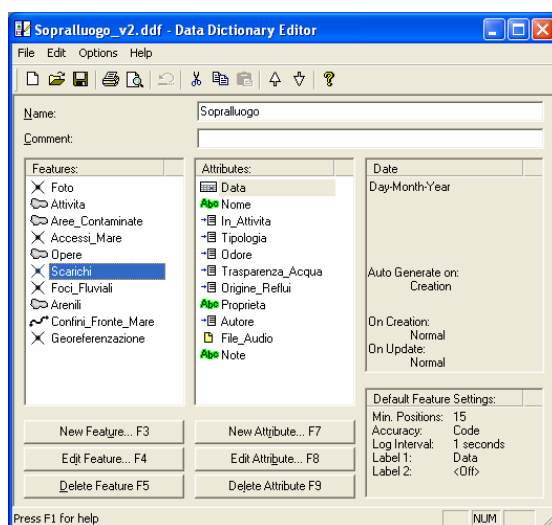 Sopralluogo_v2.ddf - Data Dictionary Editor
File Edit Options Help
Name: Sopralluogo
Comment:
Features:
Foto
Attivita
Aree_Contaminate
Accessi_Mare
Opere
Scarichi
Foci_Fluviali
Arenili
Confini_Fronte_Mare
Georeferenzazione
Attributes:
Data
Abc Nome
In_Attivita
Tipologia
Odore
Trasparenza_Acqua
Origine_Reflui
Abc Proprieta
Autore
File_Audio
Abc Note
Date
Day-Month-Year
Auto Generate on:
Creation
On Creation:
Normal
On Update:
Normal
Default Feature Settings:
Min. Positions: 15
Accuracy: Code
Log Interval: 1 seconds
Label 1: Data
Label 2: <Off>
New Feature... F3
New Attribute... F7
Edit Feature... F4
Edit Attribute... F8
Delete Feature F5
Delete Attribute F9
Press F1 for help
NUM